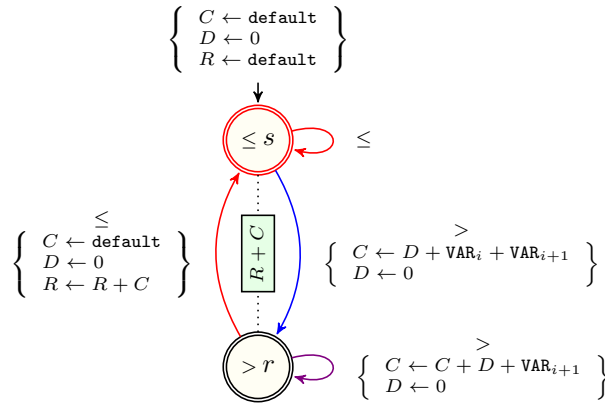 C ← default
D ← 0
R ← default
≤ s
≤
≤
C ← default
D ← 0
R ← R + C
R + C
>
C ← D + VAR_i + VAR_{i+1}
D ← 0
> r
>
C ← C + D + VAR_{i+1}
D ← 0